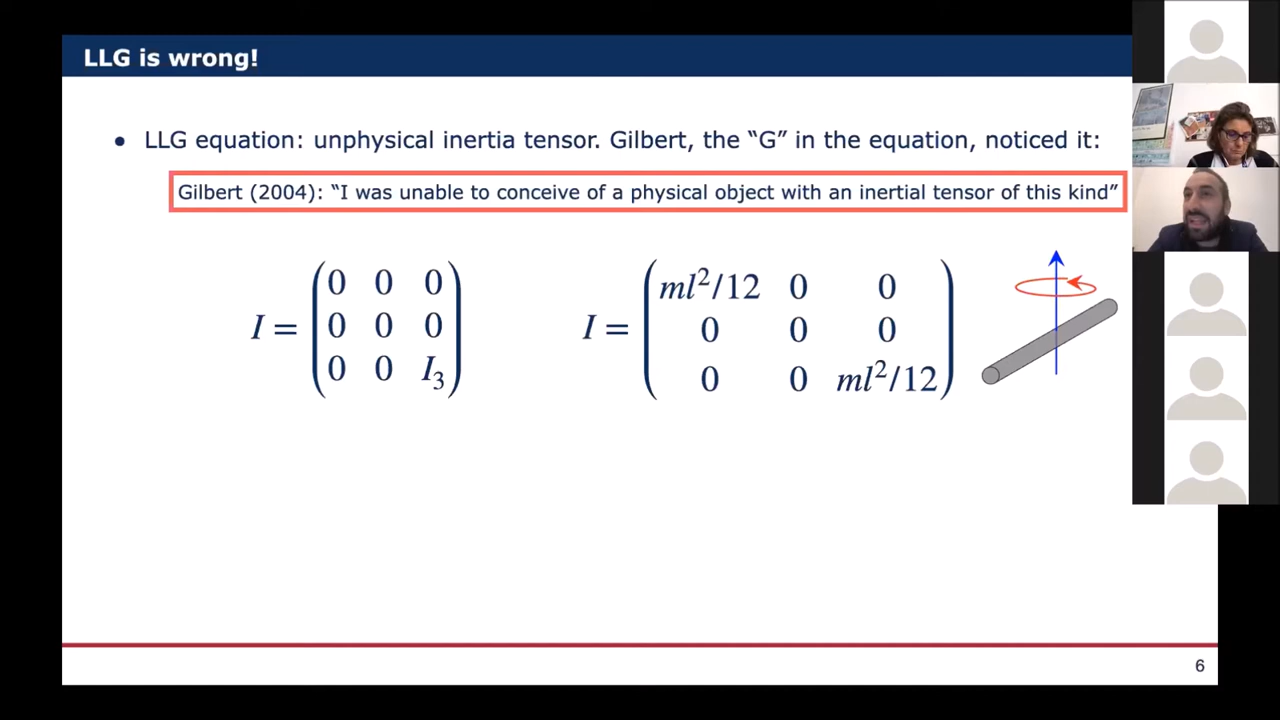 LLG is wrong!
• LLG equation: unphysical inertia tensor. Gilbert, the “G” in the equation, noticed it:
Gilbert (2004): “I was unable to conceive of a physical object with an inertial tensor of this kind”
I = (0 0 0
0 0 0
0 0 I₃)
I = (ml²/12 0 0
0 0 0
0 0 ml²/12)
6